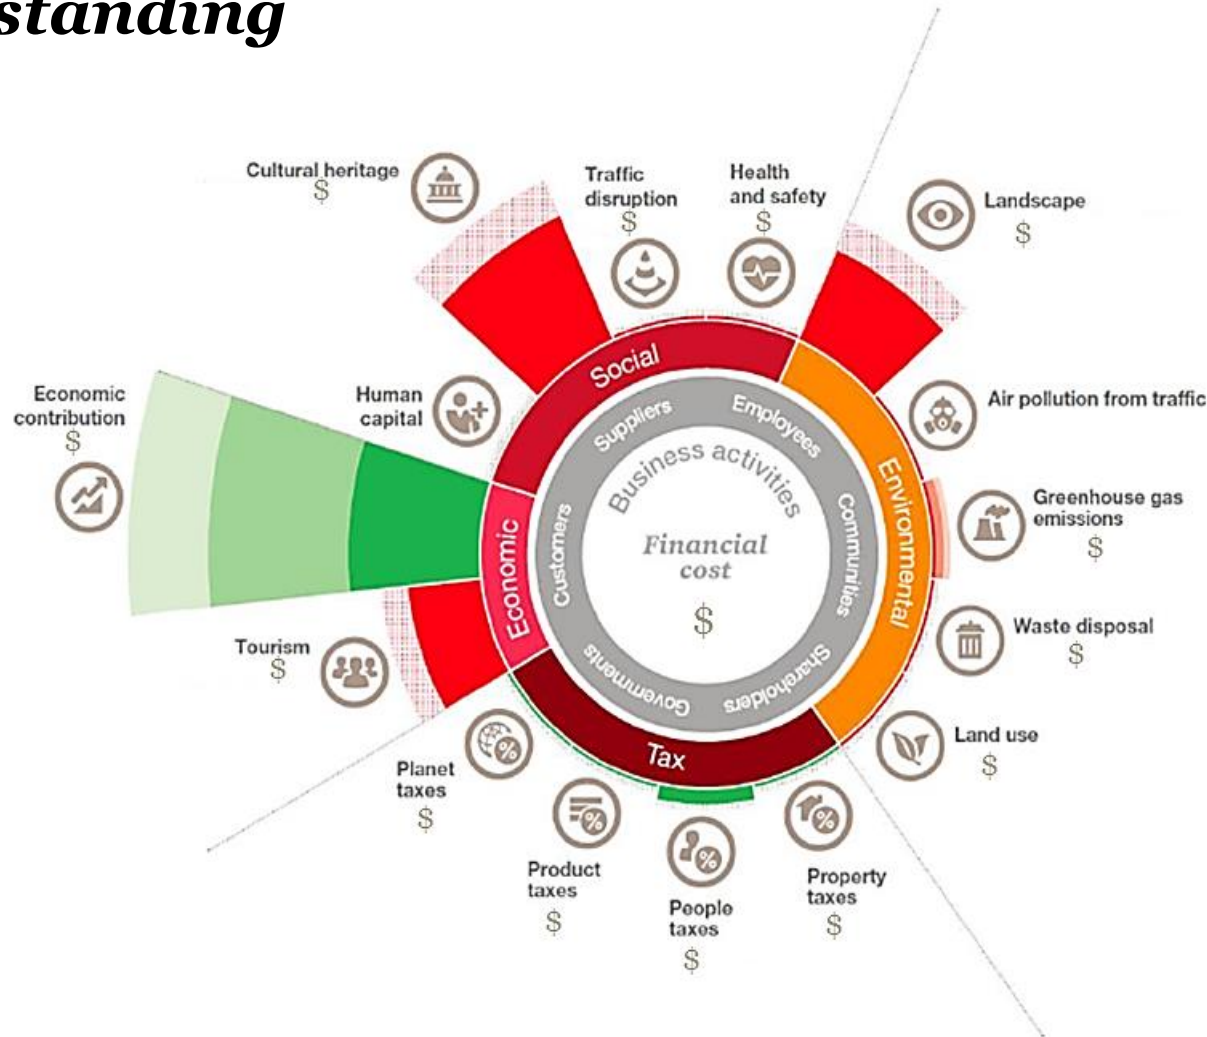 standing
Cultural heritage
$
Traffic
disruption
$
Health
and safety
$
Landscape
$
Economic
contribution
$
Human
capital
Air pollution from traffic
Greenhouse gas
emissions
$
Waste disposal
$
Land use
$
Tourism
$
Planet
taxes
$
Product
taxes
$
People
taxes
$
Property
taxes
$
Social
Environmental
Tax
Economic
Suppliers
Employees
Communities
Shareholders
Governments
Customers
Business activities
Financial
cost
$
%
%
%
%